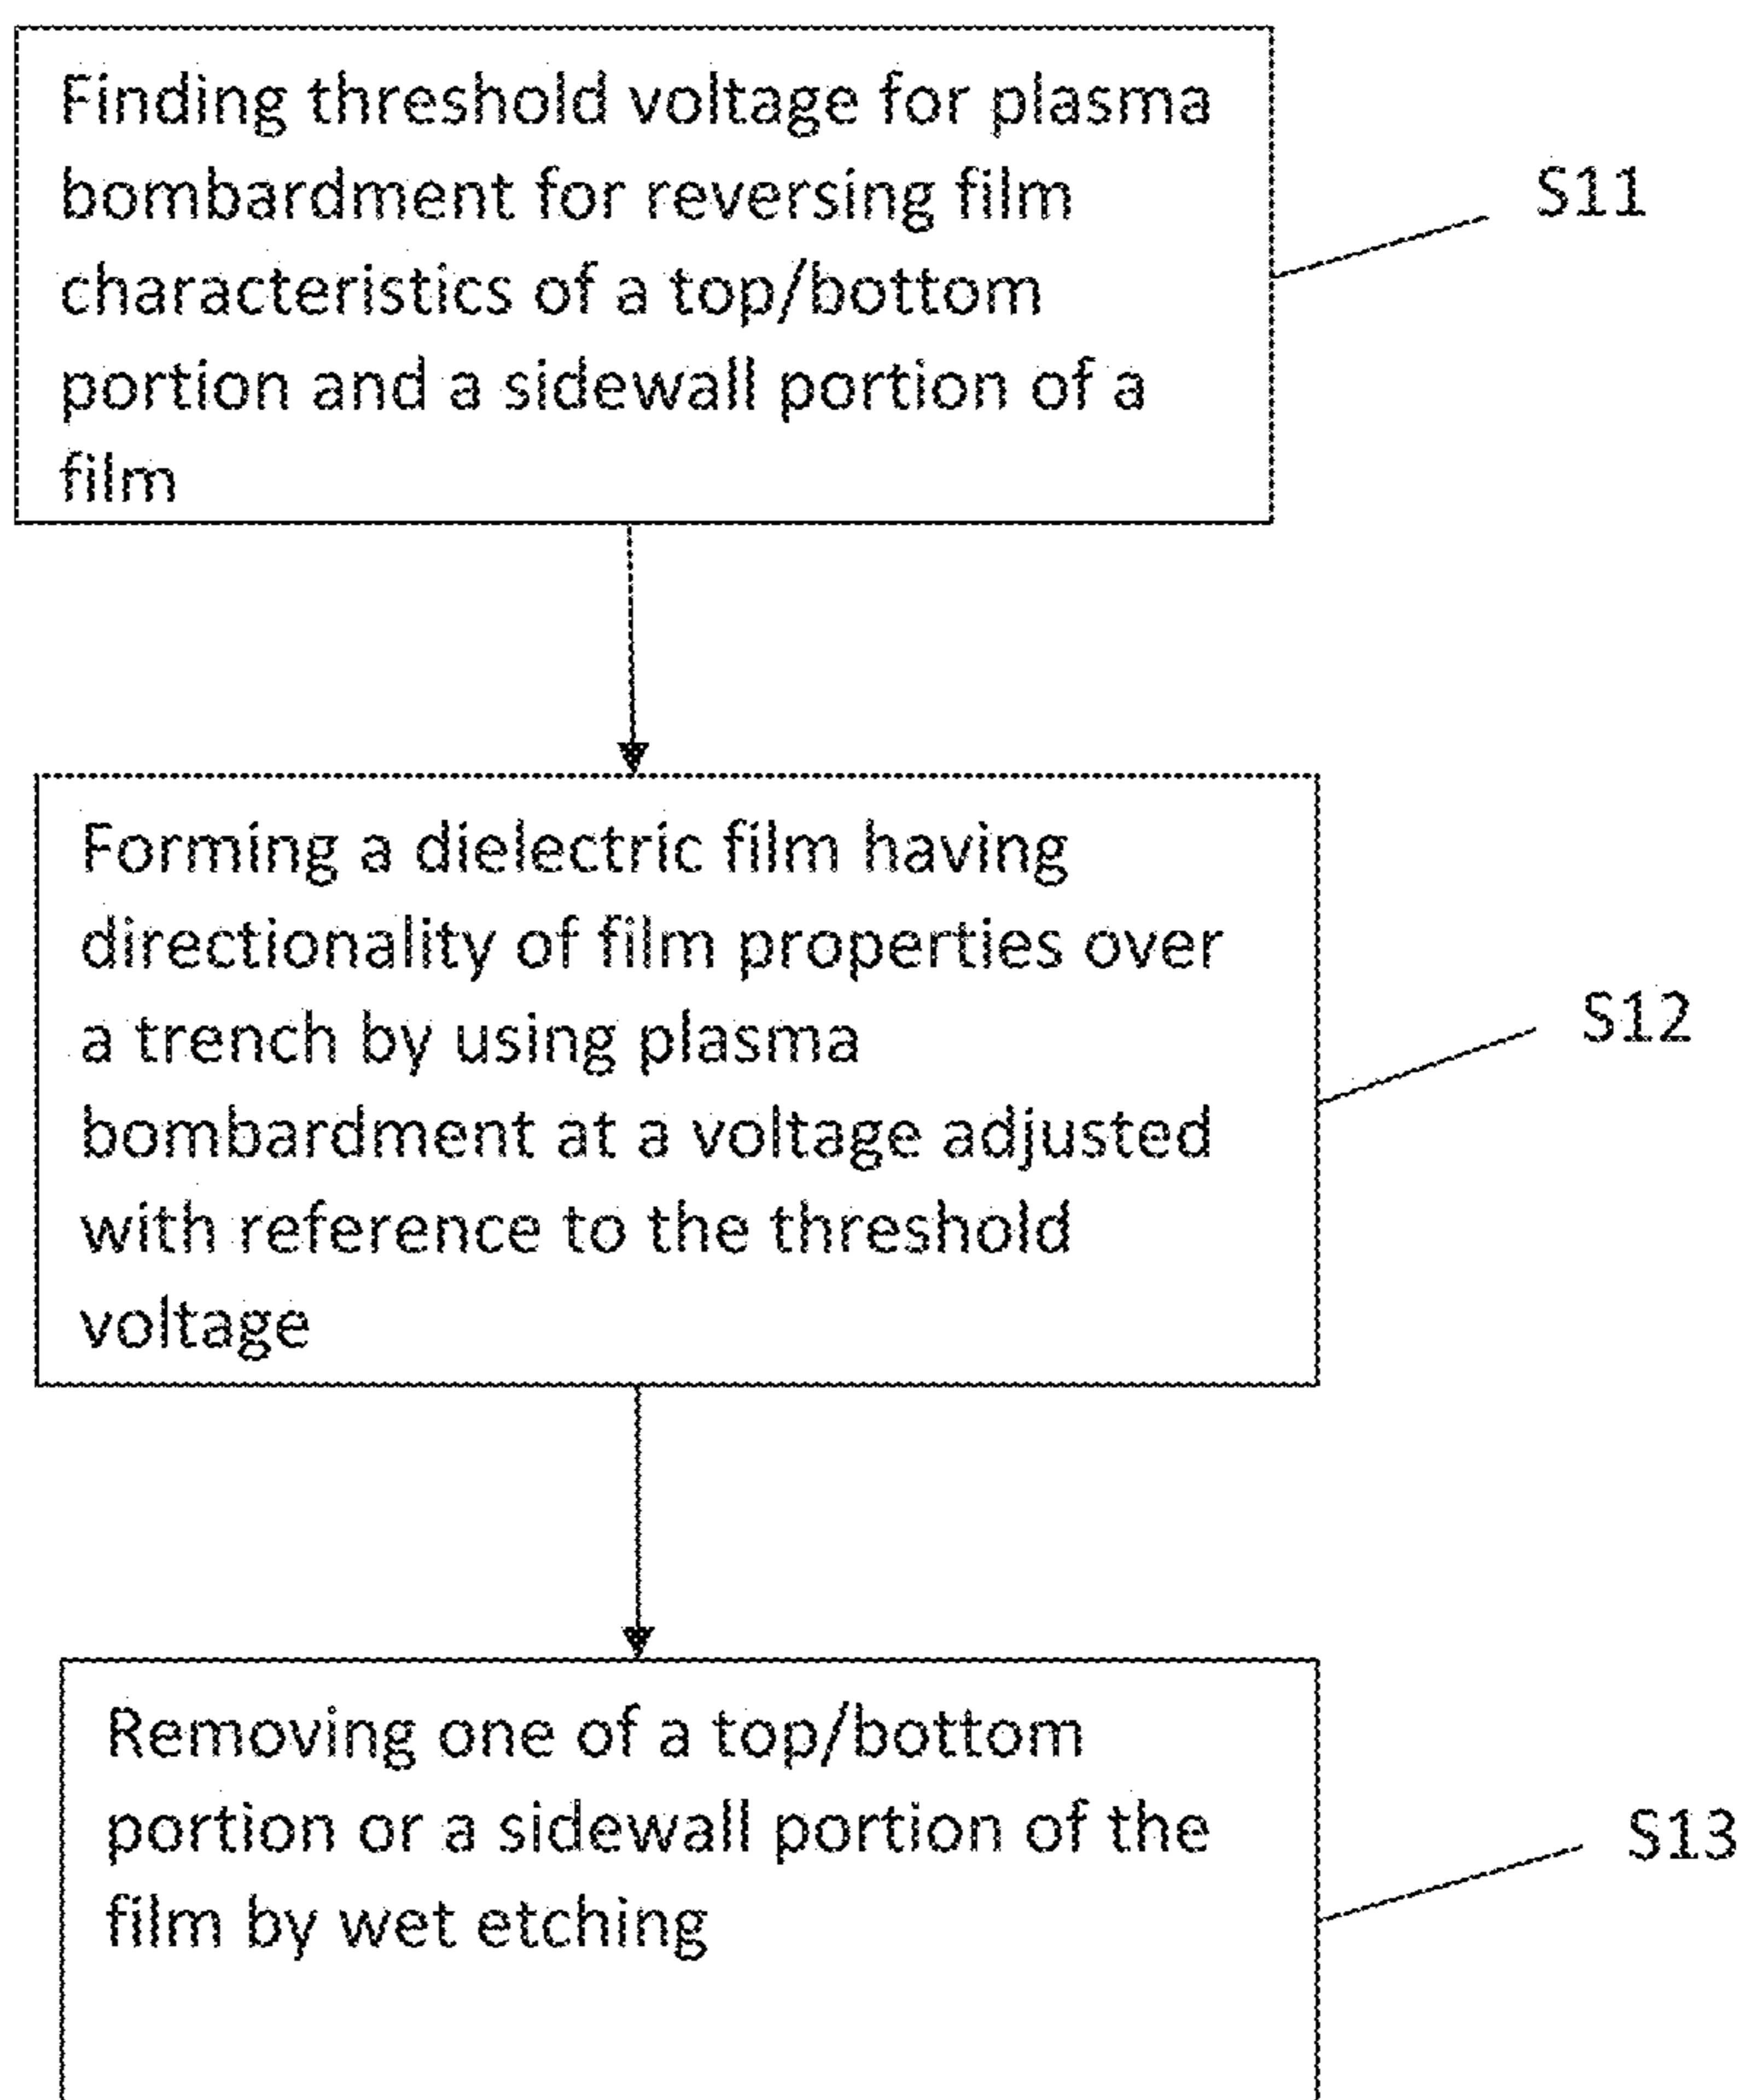 Finding threshold voltage for plasma
bombardment for reversing film
characteristics of a top/bottom
portion and a sidewall portion of a
film
S11
Forming a dielectric film having
directionality of film properties over
a trench by using plasma
bombardment at a voltage adjusted
with reference to the threshold
voltage
S12
Removing one of a top/bottom
portion or a sidewall portion of the
film by wet etching
S13